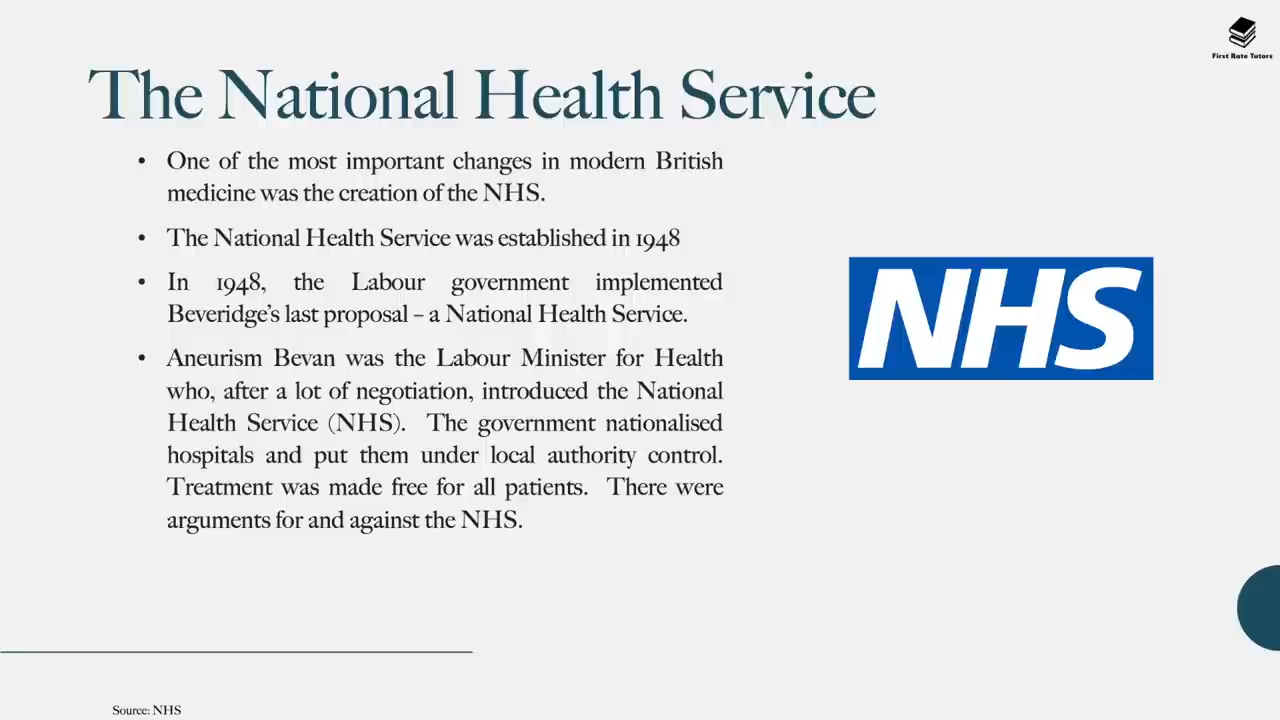 First Rate Tutors
The National Health Service
• One of the most important changes in modern British
medicine was the creation of the NHS.
• The National Health Service was established in 1948
• In 1948, the Labour government implemented
Beveridge's last proposal – a National Health Service.
• Aneurism Bevan was the Labour Minister for Health
who, after a lot of negotiation, introduced the National
Health Service (NHS). The government nationalised
hospitals and put them under local authority control.
Treatment was made free for all patients. There were
arguments for and against the NHS.
NHS
Source: NHS